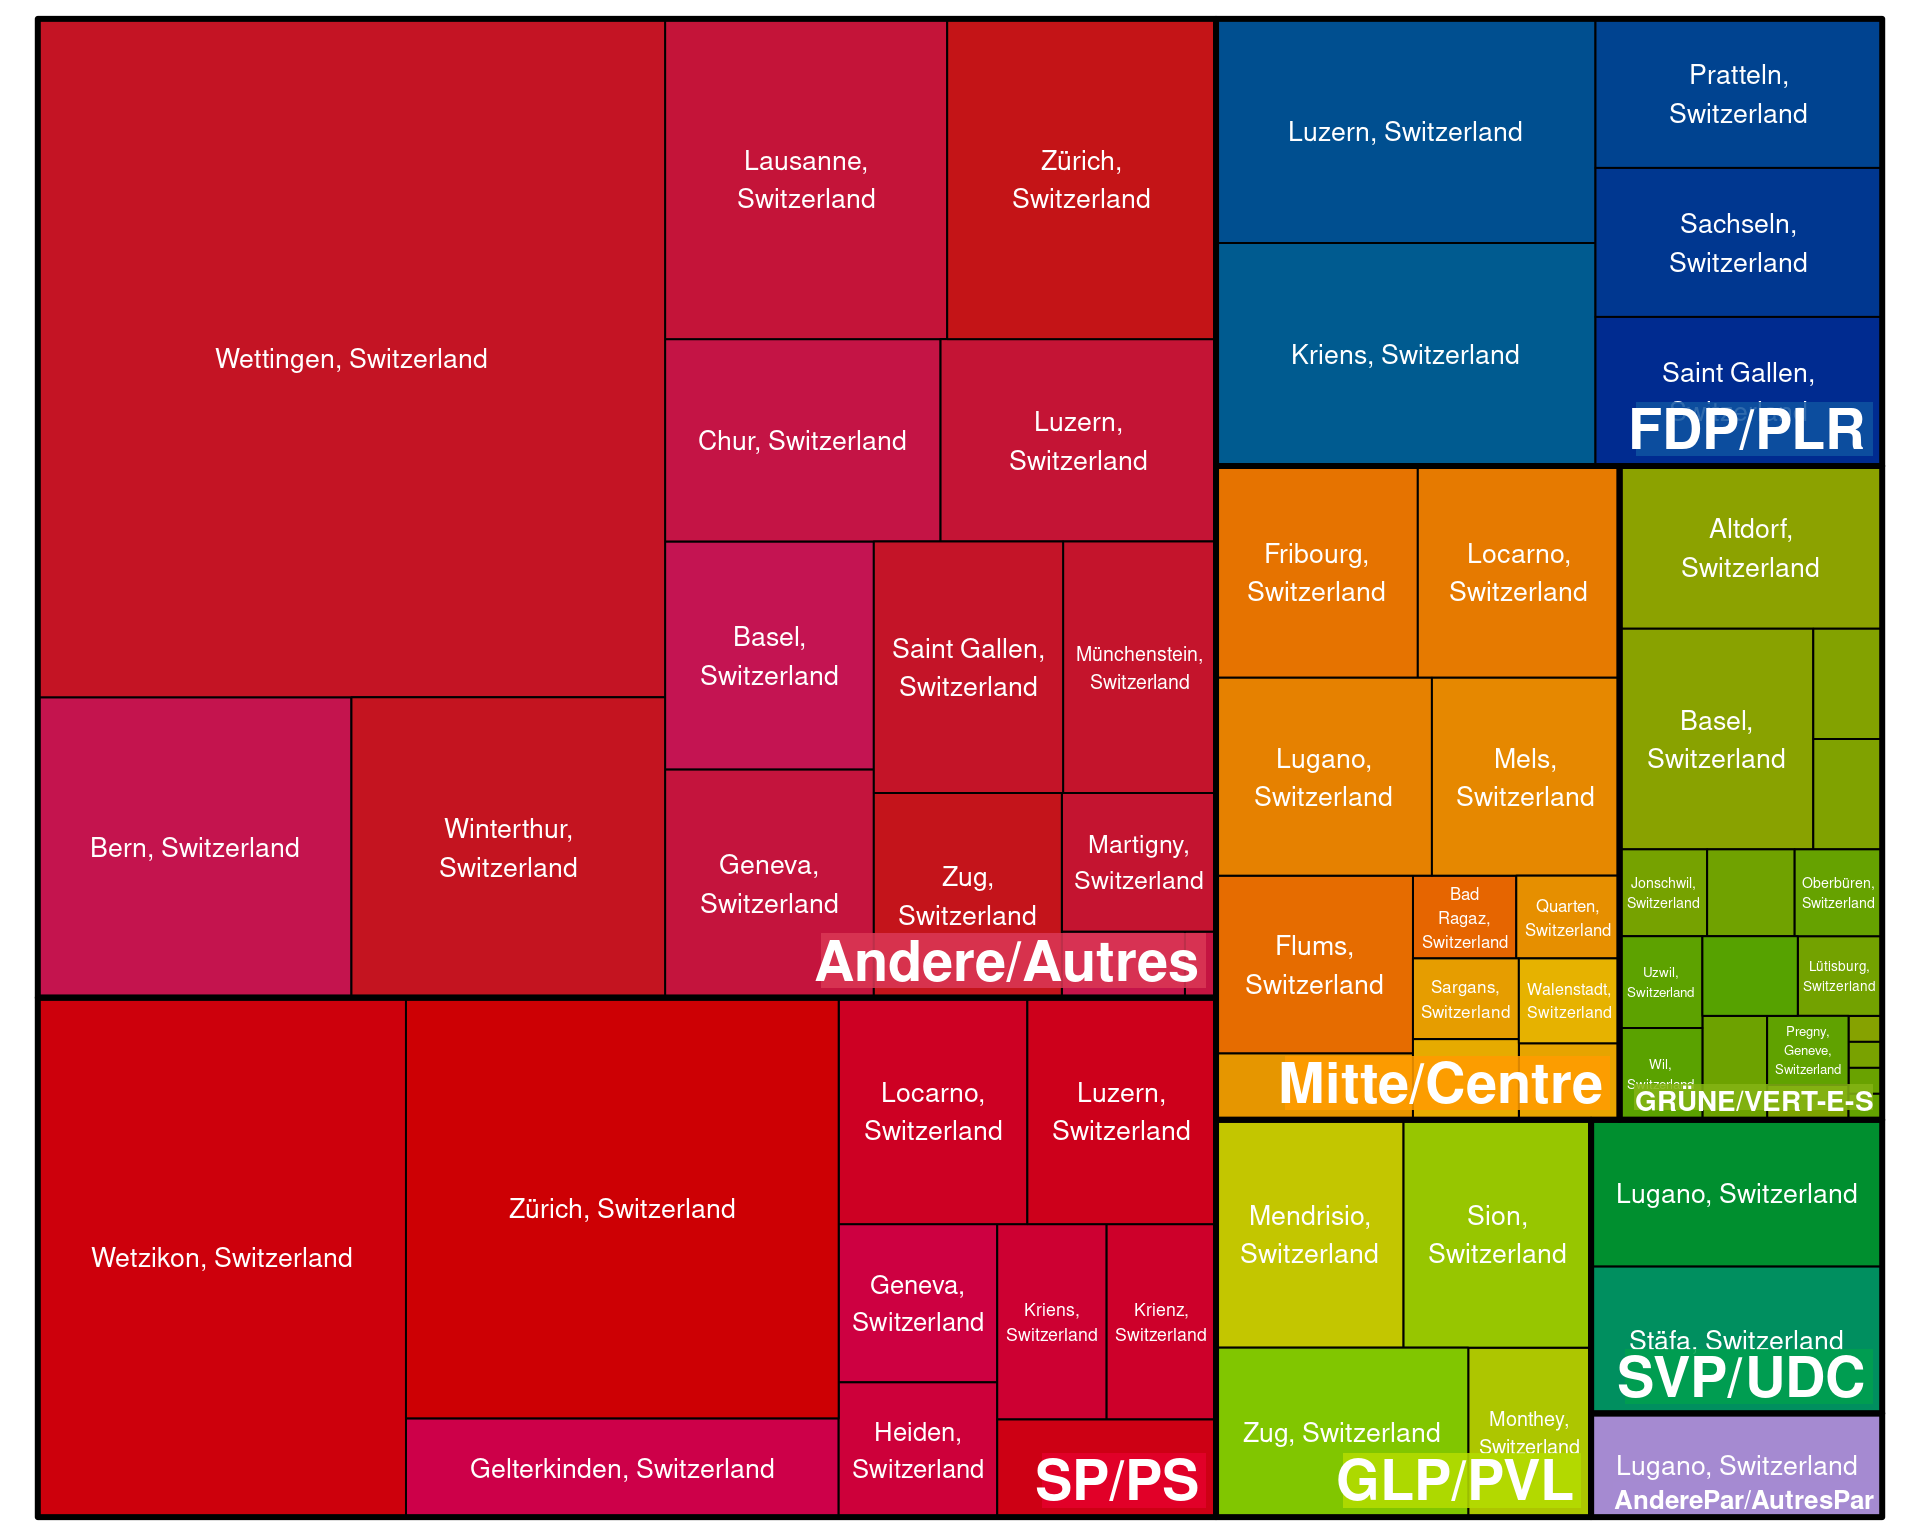 Wettingen, Switzerland
Lausanne,
Switzerland
Zürich,
Switzerland
Chur, Switzerland
Luzern,
Switzerland
Basel,
Switzerland
Saint Gallen,
Switzerland
Münchenstein,
Switzerland
Bern, Switzerland
Winterthur,
Switzerland
Geneva,
Switzerland
Zug,
Switzerland
Martigny,
Switzerland
Andere/Autres
Wetzikon, Switzerland
Zürich, Switzerland
Gelterkinden, Switzerland
Locarno,
Switzerland
Luzern,
Switzerland
Geneva,
Switzerland
Kriens,
Switzerland
Krienz,
Switzerland
Heiden,
Switzerland
SP/PS
Luzern, Switzerland
Kriens, Switzerland
Pratteln,
Switzerland
Sachseln,
Switzerland
Saint Gallen,
Switzerland
FDP/PLR
Fribourg,
Switzerland
Locarno,
Switzerland
Lugano,
Switzerland
Mels,
Switzerland
Flums,
Switzerland
Bad
Ragaz,
Switzerland
Quarten,
Switzerland
Sargans,
Switzerland
Walenstadt,
Switzerland
Mitte/Centre
Altdorf,
Switzerland
Basel,
Switzerland
Jonschwil,
Switzerland
Oberbüren,
Switzerland
Uzwil,
Switzerland
Lütisburg,
Switzerland
Wil,
Switzerland
Pregny,
Geneve,
Switzerland
GRÜNE/VERT-E-S
Mendrisio,
Switzerland
Sion,
Switzerland
Zug, Switzerland
Monthey,
Switzerland
GLP/PVL
Lugano, Switzerland
Stäfa, Switzerland
SVP/UDC
Lugano, Switzerland
AnderePar/AutresPar